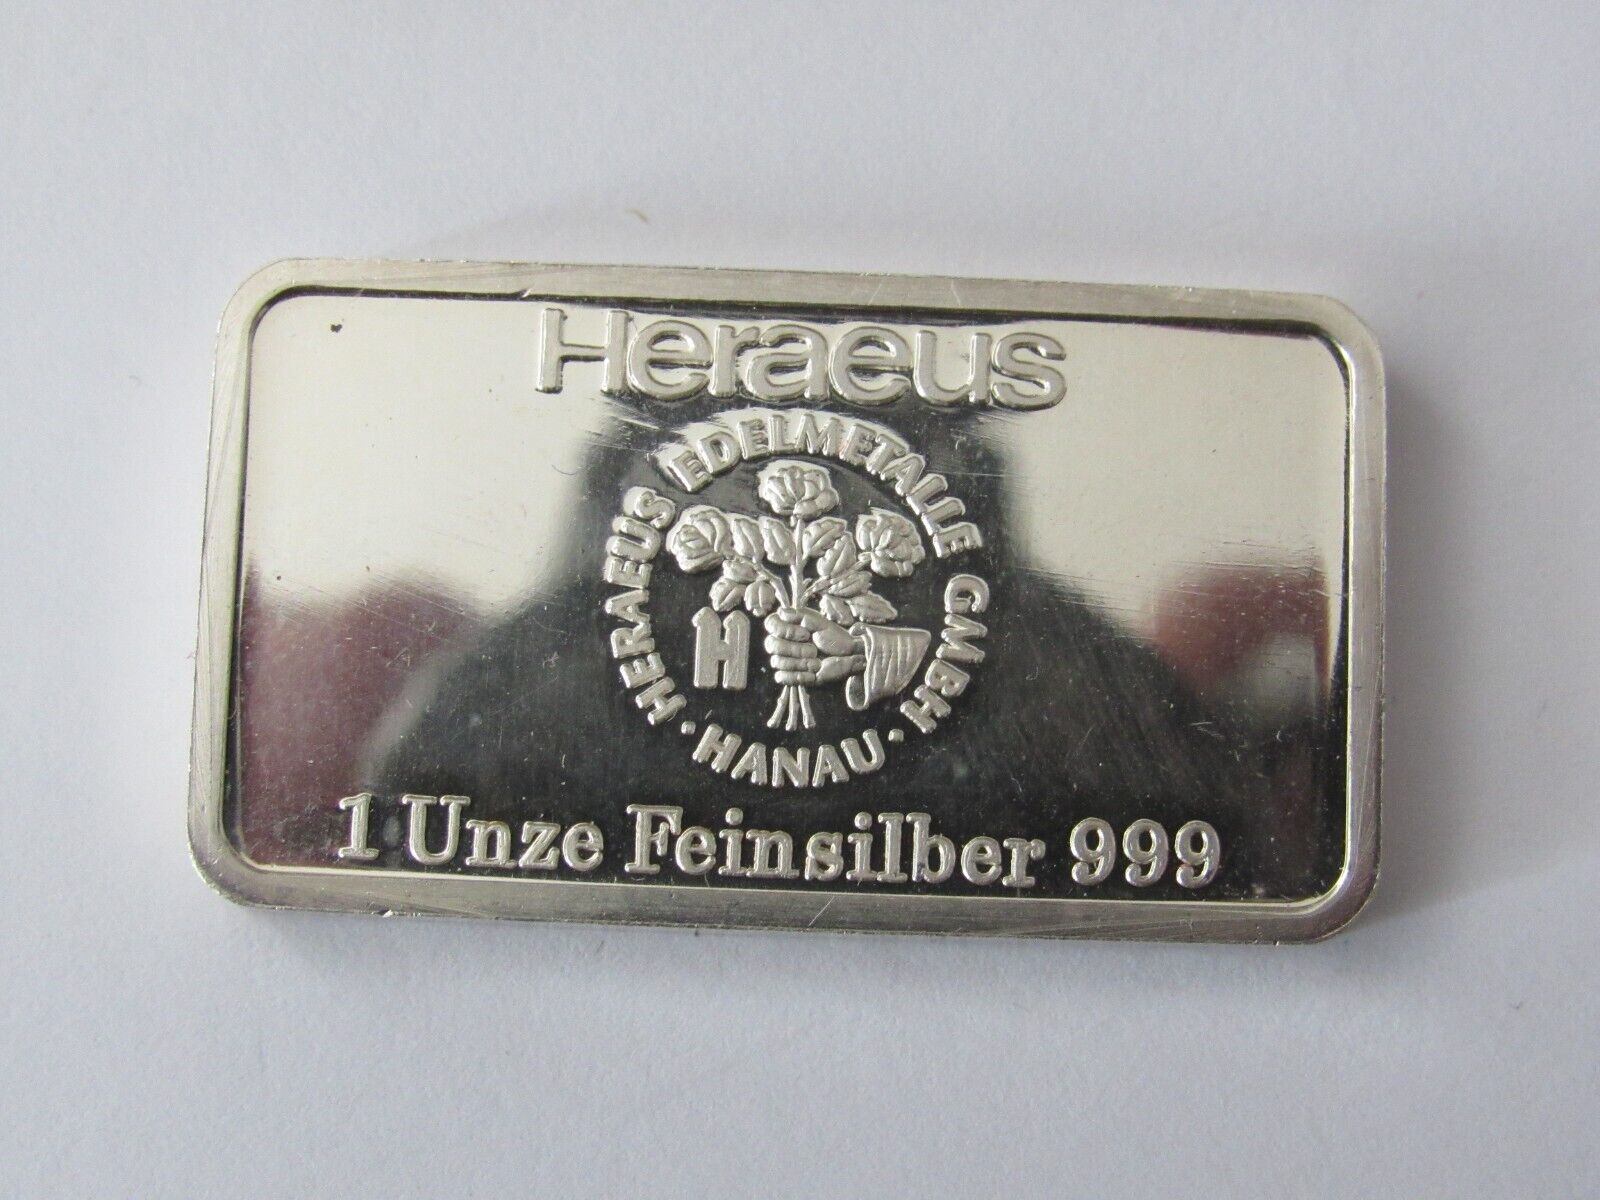 Heraeus
HERAEUS EDELMETALLE GMBH
H
· HANAU ·
1 Unze Feinsilber 999